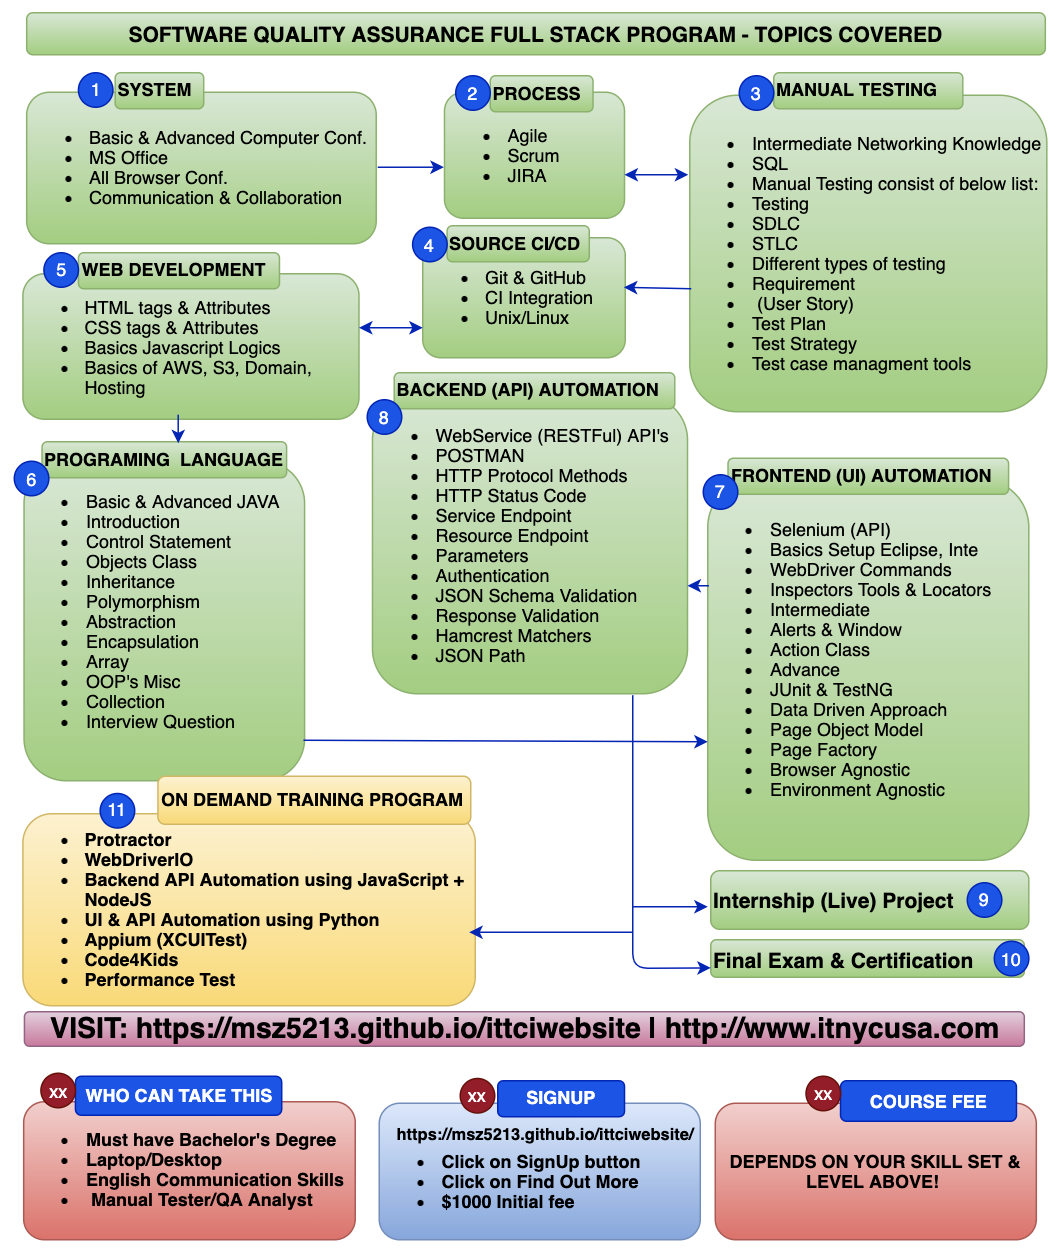 SOFTWARE QUALITY ASSURANCE FULL STACK PROGRAM - TOPICS COVERED
1 SYSTEM
• Basic & Advanced Computer Conf.
• MS Office
• All Browser Conf.
• Communication & Collaboration
2 PROCESS
• Agile
• Scrum
• JIRA
3 MANUAL TESTING
• Intermediate Networking Knowledge
• SQL
• Manual Testing consist of below list:
• Testing
• SDLC
• STLC
• Different types of testing
• Requirement
• (User Story)
• Test Plan
• Test Strategy
• Test case managment tools
4 SOURCE CI/CD
• Git & GitHub
• CI Integration
• Unix/Linux
5 WEB DEVELOPMENT
• HTML tags & Attributes
• CSS tags & Attributes
• Basics Javascript Logics
• Basics of AWS, S3, Domain,
Hosting
6 PROGRAMING LANGUAGE
• Basic & Advanced JAVA
• Introduction
• Control Statement
• Objects Class
• Inheritance
• Polymorphism
• Abstraction
• Encapsulation
• Array
• OOP's Misc
• Collection
• Interview Question
7 FRONTEND (UI) AUTOMATION
• Selenium (API)
• Basics Setup Eclipse, Inte
• WebDriver Commands
• Inspectors Tools & Locators
• Intermediate
• Alerts & Window
• Action Class
• Advance
• JUnit & TestNG
• Data Driven Approach
• Page Object Model
• Page Factory
• Browser Agnostic
• Environment Agnostic
8 BACKEND (API) AUTOMATION
• WebService (RESTFul) API's
• POSTMAN
• HTTP Protocol Methods
• HTTP Status Code
• Service Endpoint
• Resource Endpoint
• Parameters
• Authentication
• JSON Schema Validation
• Response Validation
• Hamcrest Matchers
• JSON Path
Internship (Live) Project 9
Final Exam & Certification 10
11 ON DEMAND TRAINING PROGRAM
• Protractor
• WebDriverIO
• Backend API Automation using JavaScript +
NodeJS
• UI & API Automation using Python
• Appium (XCUITest)
• Code4Kids
• Performance Test
VISIT: https://msz5213.github.io/ittciwebsite | http://www.itnycusa.com
xx WHO CAN TAKE THIS
• Must have Bachelor's Degree
• Laptop/Desktop
• English Communication Skills
• Manual Tester/QA Analyst
xx SIGNUP
https://msz5213.github.io/ittciwebsite/
• Click on SignUp button
• Click on Find Out More
• $1000 Initial fee
xx COURSE FEE
DEPENDS ON YOUR SKILL SET &
LEVEL ABOVE!